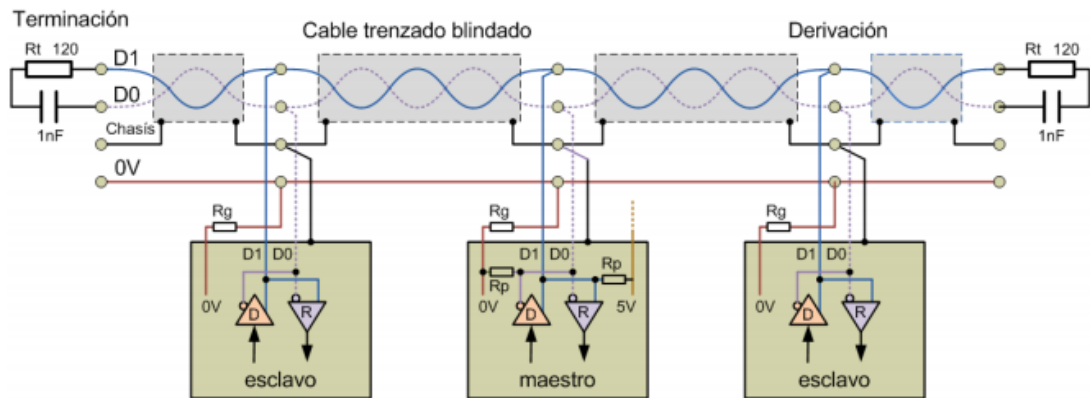 Terminación
Cable trenzado blindado
Derivación
Rt 120
D1
Rt 120
D0
1nF
1nF
Chasis
0V
Rg
Rg
Rg
D1 D0
D1 D0
D1 D0
Rp
Rp
0V
D
R
0V
D
R
5V
0V
D
R
esclavo
maestro
esclavo